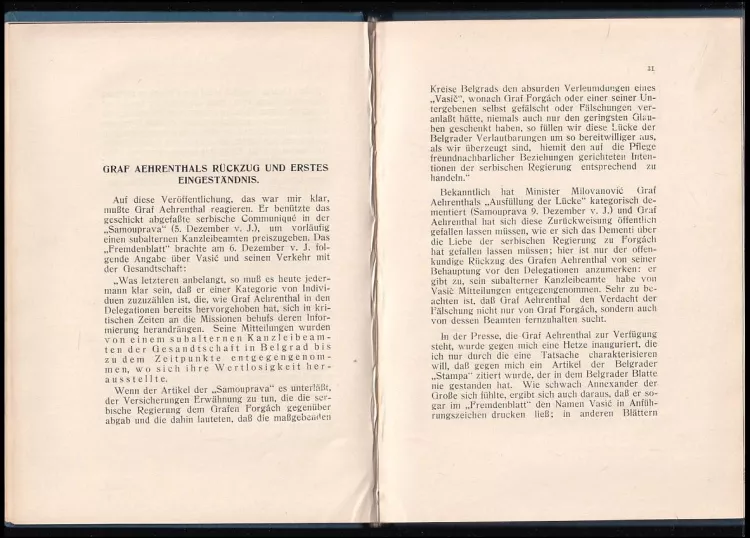 GRAF AEHRENTHALS RÜCKZUG UND ERSTES
EINGESTÄNDNIS.
Auf diese Veröffentlichung, das war mir klar,
mußte Graf Aehrenthal reagieren. Er benützte das
geschickt abgefaßte serbische Communiqué in der
„Samouprava“ (5. Dezember v. J.), um vorläufig
einen subalternen Kanzleibeamten preiszugeben. Das
„Fremdenblatt“ brachte am 6. Dezember v. J. fol-
gende Angabe über Vasić und seinen Verkehr mit
der Gesandtschaft:
„Was letzteren anbelangt, so muß es heute jeder-
mann klar sein, daß er einer Kategorie von Indivi-
duen zuzuzählen ist, die, wie Graf Aehrenthal in den
Delegationen bereits hervorgehoben hat, sich in kri-
tischen Zeiten an die Missionen behufs deren Infor-
mierung herandrängen. Seine Mitteilungen wurden
von einem subalternen Kanzleibeam-
ten der Gesandtschaft in Belgrad bis
zu dem Zeitpunkte entgegengenom-
men, wo sich ihre Wertlosigkeit her-
ausstellte.
Wenn der Artikel der „Samouprava“ es unterläßt,
der Versicherungen Erwähnung zu tun, die die ser-
bische Regierung dem Grafen Forgách gegenüber
abgab und die dahin lauteten, daß die maßgebenden
21
Kreise Belgrads den absurden Verleumdungen eines
„Vasić“, wonach Graf Forgách oder einer seiner Un-
tergebenen selbst gefälscht oder Fälschungen ver-
anlaßt hätte, niemals auch nur den geringsten Glau-
ben geschenkt haben, so füllen wir diese Lücke der
Belgrader Verlautbarungen um so bereitwilliger aus,
als wir überzeugt sind, hiemit den auf die Pflege
freundnachbarlicher Beziehungen gerichteten Inten-
tionen der serbischen Regierung entsprechend zu
handeln.“
Bekanntlich hat Minister Milovanović Graf
Aehrenthals „Ausfüllung der Lücke“ kategorisch de-
mentiert (Samouprava 9. Dezember v. J.) und Graf
Aehrenthal hat sich diese Zurückweisung öffentlich
gefallen lassen müssen, wie er sich das Dementi über
die Liebe der serbischen Regierung zu Forgách
hat gefallen lassen müssen; hier ist nur der offen-
kundige Rückzug des Grafen Aehrenthal von seiner
Behauptung vor den Delegationen anzumerken: er
gibt zu, sein subalterner Kanzleibeamte habe von
Vasić Mitteilungen entgegengenommen. Sehr zu be-
achten ist, daß Graf Aehrenthal den Verdacht der
Fälschung nicht nur von Graf Forgách, sondern auch
von dessen Beamten fernzuhalten sucht.
In der Presse, die Graf Aehrenthal zur Verfügung
steht, wurde gegen mich eine Hetze inauguriert, die
ich nur durch die eine Tatsache charakterisieren
will, daß gegen mich ein Artikel der Belgrader
„Stampa“ zitiert wurde, der in dem Belgrader Blatte
nie gestanden hat. Wie schwach Annexander der
Große sich fühlte, ergibt sich auch daraus, daß er so-
gar im „Fremdenblatt“ den Namen Vasić in Anfüh-
rungszeichen drucken ließ; in anderen Blättern